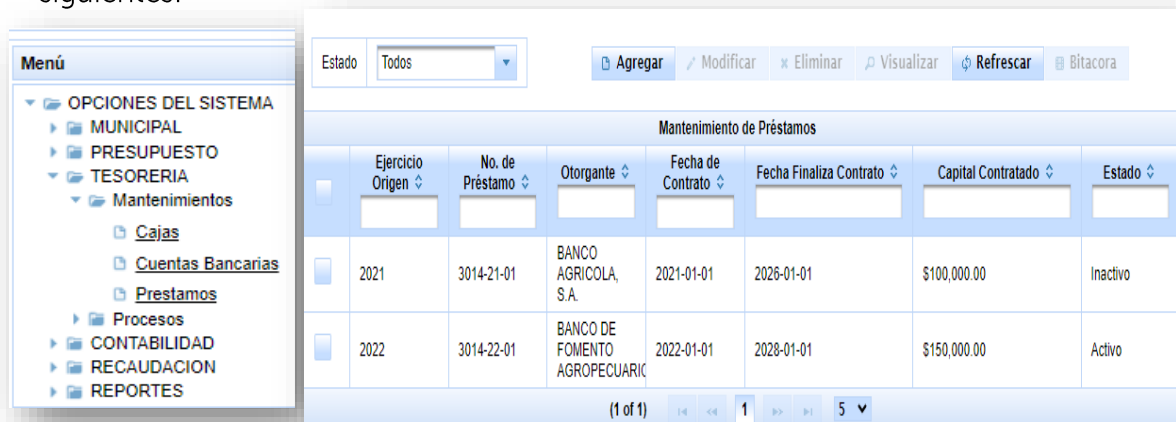 siguientes:
Menú
OPCIONES DEL SISTEMA
MUNICIPAL
PRESUPUESTO
TESORERIA
Mantenimientos
Cajas
Cuentas Bancarias
Prestamos
Procesos
CONTABILIDAD
RECAUDACION
REPORTES
Estado Todos Agregar Modificar Eliminar Visualizar Refrescar Bitacora
Mantenimiento de Préstamos
Ejercicio Origen No. de Préstamo Otorgante Fecha de Contrato Fecha Finaliza Contrato Capital Contratado Estado
2021 3014-21-01 BANCO AGRICOLA, S.A. 2021-01-01 2026-01-01 $100,000.00 Inactivo
2022 3014-22-01 BANCO DE FOMENTO AGROPECUARIO 2022-01-01 2028-01-01 $150,000.00 Activo
(1 of 1) 1 5